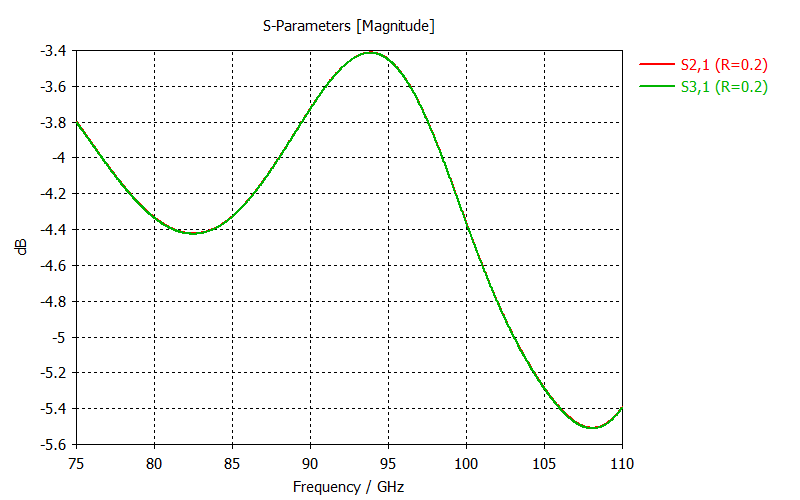 S-Parameters [Magnitude]
S2,1 (R=0.2)
S3,1 (R=0.2)
-3.4
-3.6
-3.8
-4
-4.2
-4.4
-4.6
-4.8
-5
-5.2
-5.4
-5.6
dB
75 80 85 90 95 100 105 110
Frequency / GHz